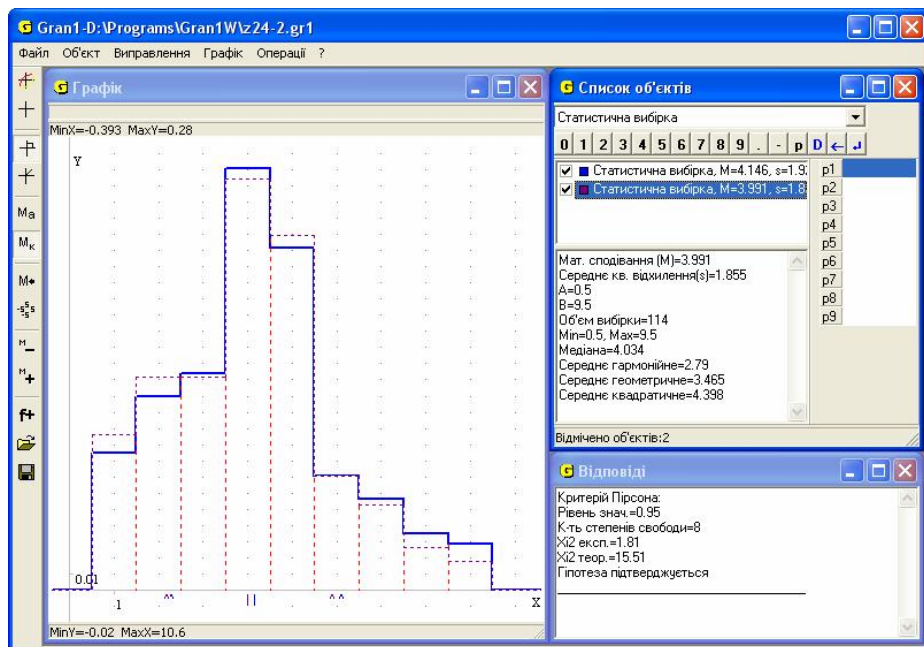 Gran1-D:\Programs\Gran1W\z24-2.gr1
Файл Об'єкт Виправлення Графік Операції ?
Графік
MinX=-0.393 MaxY=0.28
Y
0.01
1
X
MinY=-0.02 MaxX=10.6
Ma
Мк
M
M
M
f+
Список об'єктів
Статистична вибірка
0 1 2 3 4 5 6 7 8 9 . - p D ← ↲
Статистична вибірка, M=4.146, s=1.9
Статистична вибірка, M=3.991, s=1.8
p1
p2
p3
p4
p5
p6
p7
p8
p9
Мат. сподівання (M)=3.991
Середнє кв. відхилення(s)=1.855
A=0.5
B=9.5
Об'єм вибірки=114
Min=0.5, Max=9.5
Медіана=4.034
Середнє гармонійне=2.79
Середнє геометричне=3.465
Середнє квадратичне=4.398
Відмічено об'єктів:2
Відповіді
Критерій Пірсона:
Рівень знач.=0.95
К-ть степенів свободи=8
Xi2 експ.=1.81
Xi2 теор.=15.51
Гіпотеза підтверджується